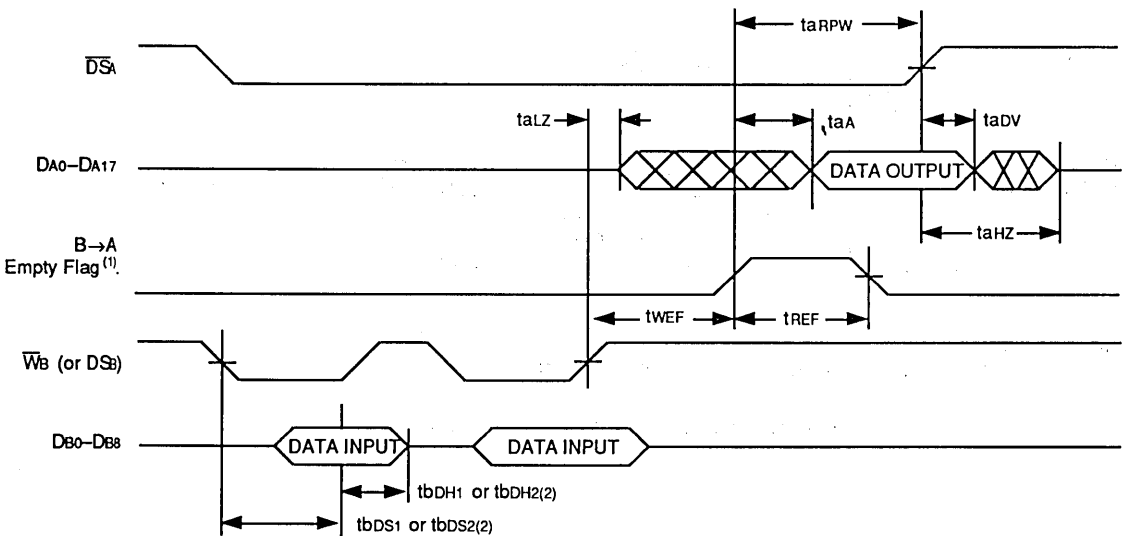 taRPW
DSA
taLZ
taA
taDV
DA0–DA17
DATA OUTPUT
taHZ
B→A
Empty Flag(1).
tWEF
tREF
WB (or DSB)
DB0–DB8
DATA INPUT
DATA INPUT
tbDH1 or tbDH2(2)
tbDS1 or tbDS2(2)